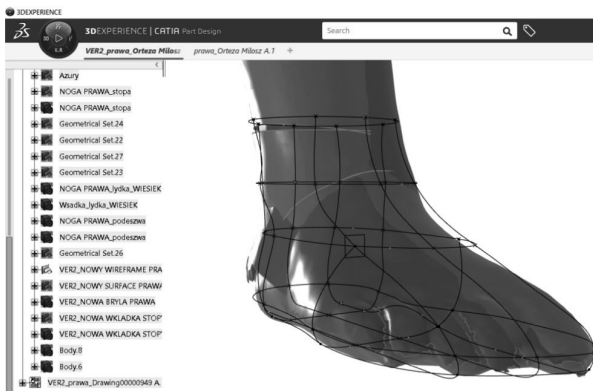 3DEXPERIENCE
3DEXPERIENCE | CATIA Part Design
Search
VER2_prawa_Orteza Milosz
prawa_Orteza Milosz A.1
Azury
NOGA PRAWA_stopa
NOGA PRAWA_stopa
Geometrical Set.24
Geometrical Set.22
Geometrical Set.27
Geometrical Set.23
NOGA PRAWA_lydka_WIESIEK
Wsadka_lydka_WIESIEK
NOGA PRAWA_podeszwa
NOGA PRAWA_podeszwa
Geometrical Set.26
VER2_NOWY WIREFRAME PRA
VER2_NOWY SURFACE PRAWA
VER2_NOWA BRYLA PRAWA
VER2_NOWA WKLADKA STOP
VER2_NOWA WKLADKA STOP
Body.8
Body.6
VER2_prawa_Drawing00000949 A.